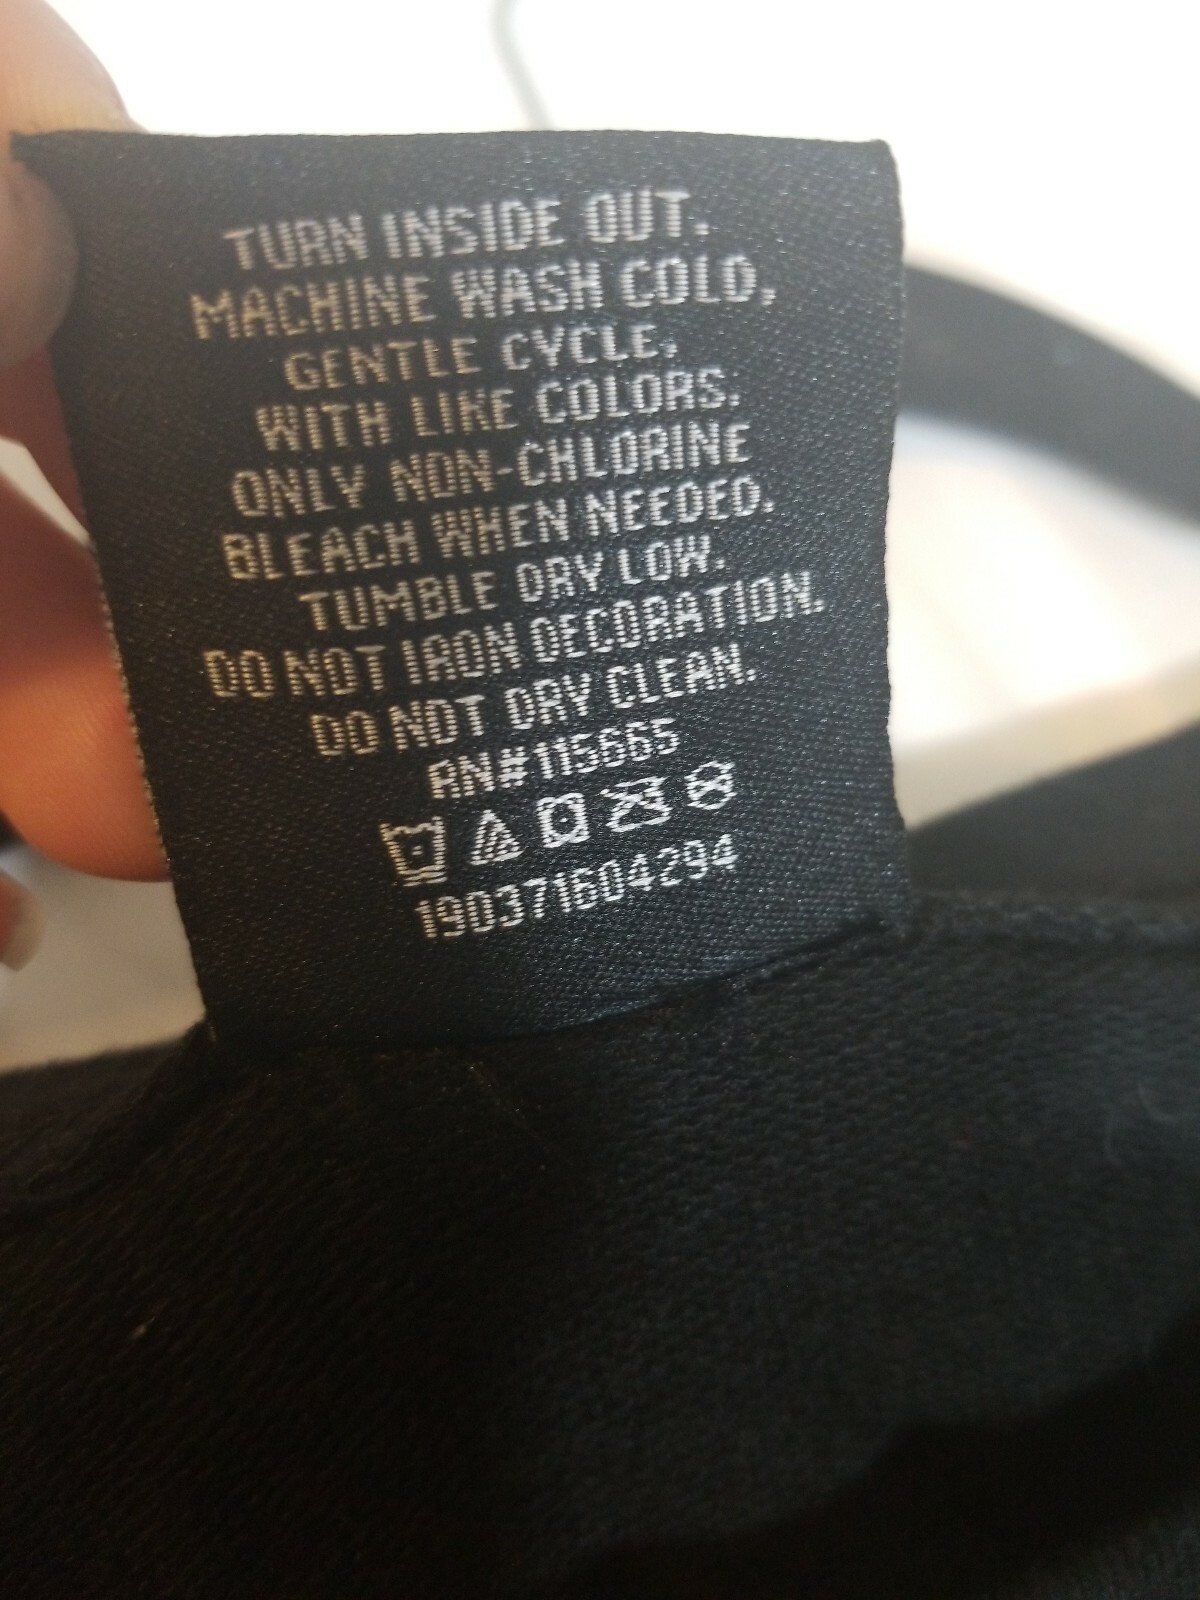 TURN INSIDE OUT.
MACHINE WASH COLD,
GENTLE CYCLE,
WITH LIKE COLORS.
ONLY NON-CHLORINE
BLEACH WHEN NEEDED.
TUMBLE DRY LOW.
DO NOT IRON DECORATION.
DO NOT DRY CLEAN.
RN#115665
190371604294